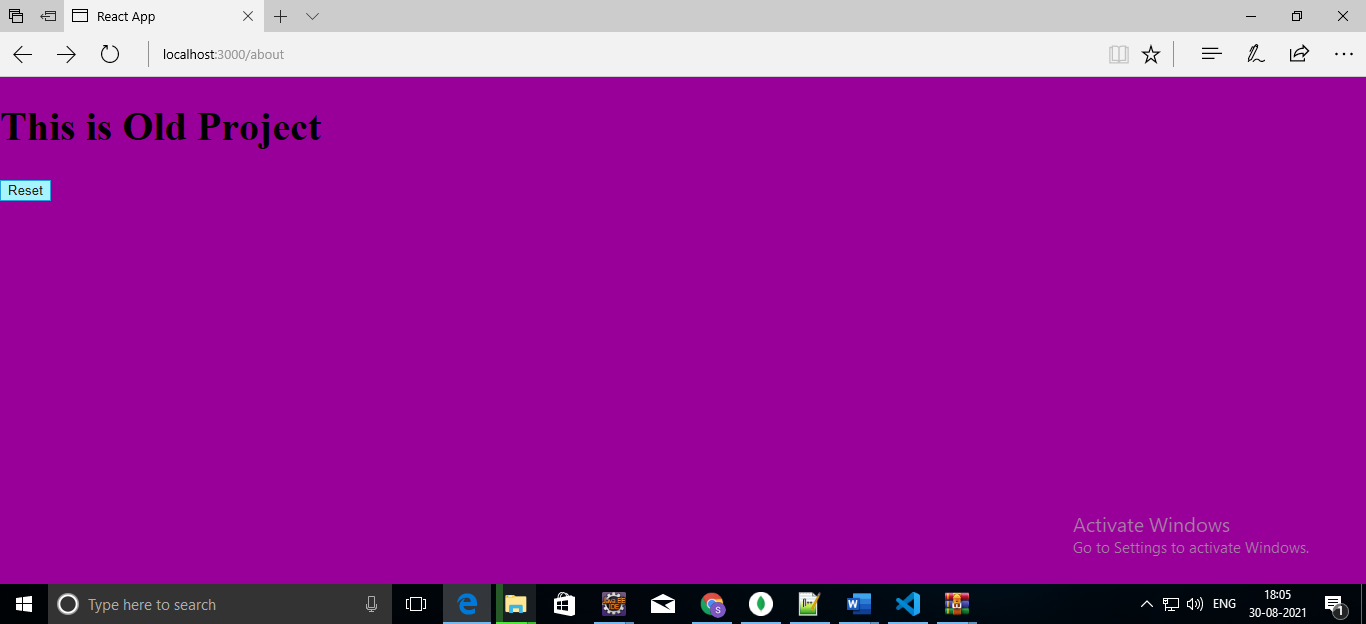 React App
localhost:3000/about
This is Old Project
Reset
Activate Windows
Go to Settings to activate Windows.
Type here to search
ENG
18:05
30-08-2021
1